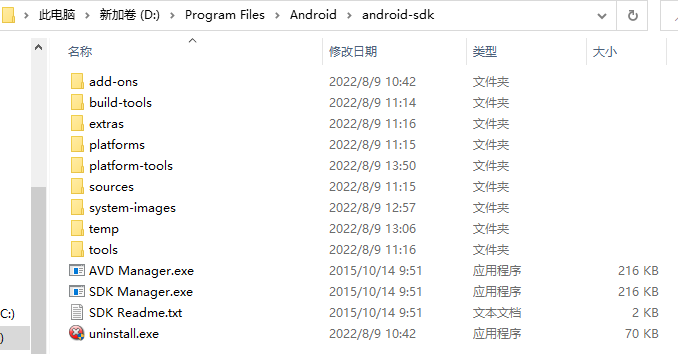 此电脑 > 新加卷 (D:) > Program Files > Android > android-sdk
名称 修改日期 类型 大小
add-ons 2022/8/9 10:42 文件夹
build-tools 2022/8/9 11:14 文件夹
extras 2022/8/9 11:16 文件夹
platforms 2022/8/9 11:15 文件夹
platform-tools 2022/8/9 13:50 文件夹
sources 2022/8/9 11:15 文件夹
system-images 2022/8/9 12:57 文件夹
temp 2022/8/9 13:06 文件夹
tools 2022/8/9 11:16 文件夹
AVD Manager.exe 2015/10/14 9:51 应用程序 216 KB
SDK Manager.exe 2015/10/14 9:51 应用程序 216 KB
C:) SDK Readme.txt 2015/10/14 9:51 文本文档 2 KB
) uninstall.exe 2022/8/9 10:42 应用程序 70 KB